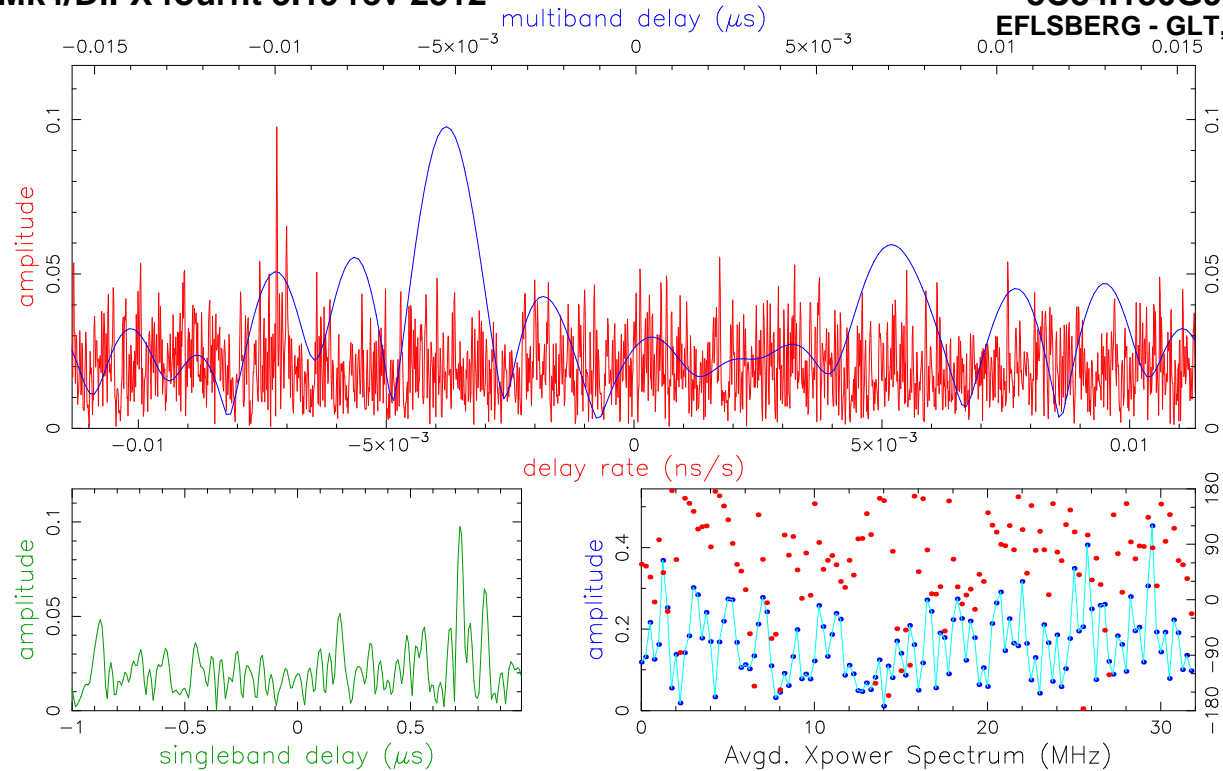 multiband delay (μs)
EFLSBERG - GLT,
−0.015 −0.01 −5×10⁻³ 0 5×10⁻³ 0.01 0.015
amplitude
0 0.05 0.1
0 0.05 0.1
−0.01 −5×10⁻³ 0 5×10⁻³ 0.01
delay rate (ns/s)
amplitude
0 0.05 0.1
−1 −0.5 0 0.5
singleband delay (μs)
amplitude
0 0.2 0.4
−180 −90 0 90 180
0 10 20 30
Avgd. Xpower Spectrum (MHz)